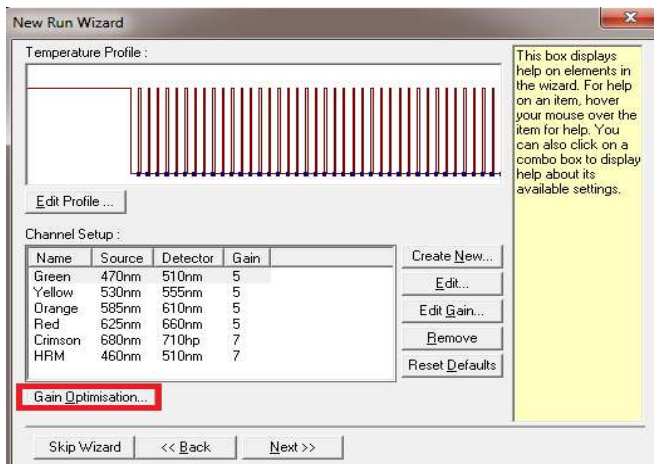 New Run Wizard
Temperature Profile :
This box displays
help on elements in
the wizard. For help
on an item, hover
your mouse over the
item for help. You
can also click on a
combo box to display
help about its
available settings.
Edit Profile ...
Channel Setup :
Name Source Detector Gain
Green 470nm 510nm 5
Yellow 530nm 555nm 5
Orange 585nm 610nm 5
Red 625nm 660nm 5
Crimson 680nm 710hp 7
HRM 460nm 510nm 7
Create New...
Edit...
Edit Gain...
Remove
Reset Defaults
Gain Optimisation...
Skip Wizard << Back Next >>